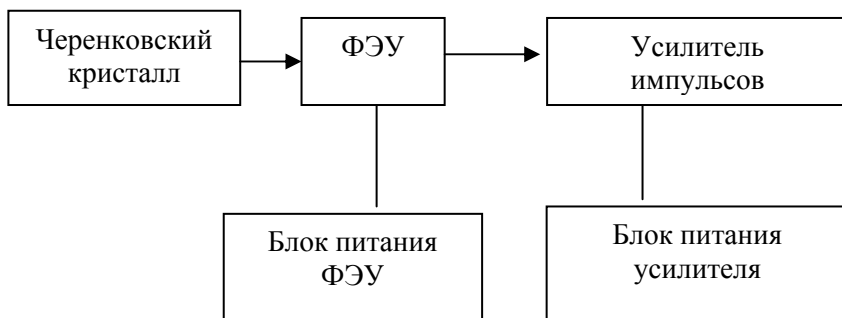 Черенковский
кристалл
ФЭУ
Усилитель
импульсов
Блок питания
ФЭУ
Блок питания
усилителя